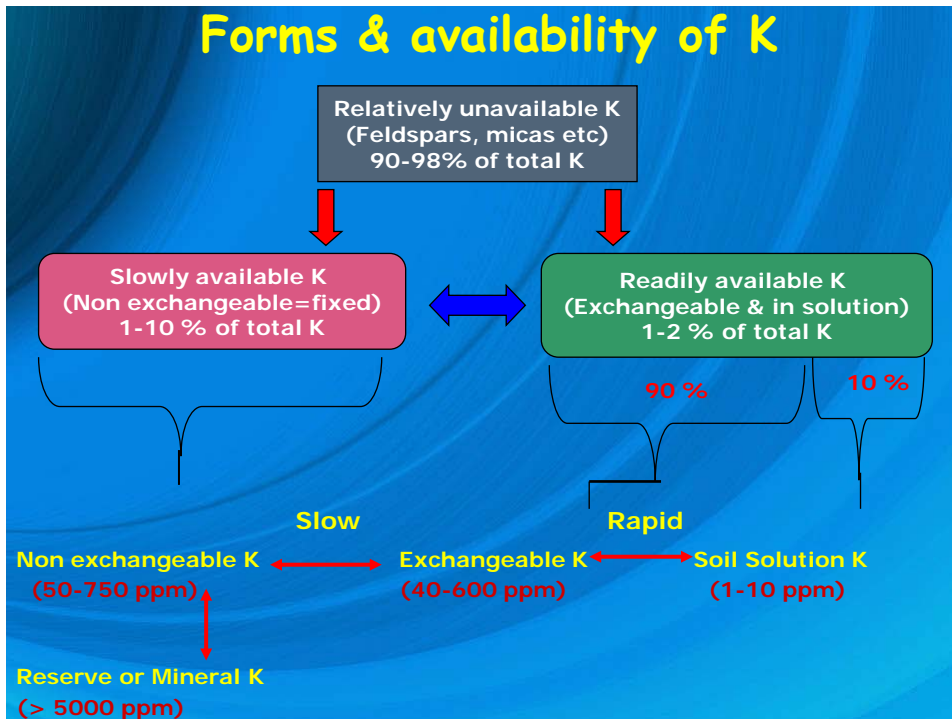 Forms & availability of K
Relatively unavailable K
(Feldspars, micas etc)
90-98% of total K
Slowly available K
(Non exchangeable=fixed)
1-10 % of total K
Readily available K
(Exchangeable & in solution)
1-2 % of total K
90 %
10 %
Slow
Rapid
Non exchangeable K
(50-750 ppm)
Exchangeable K
(40-600 ppm)
Soil Solution K
(1-10 ppm)
Reserve or Mineral K
(> 5000 ppm)